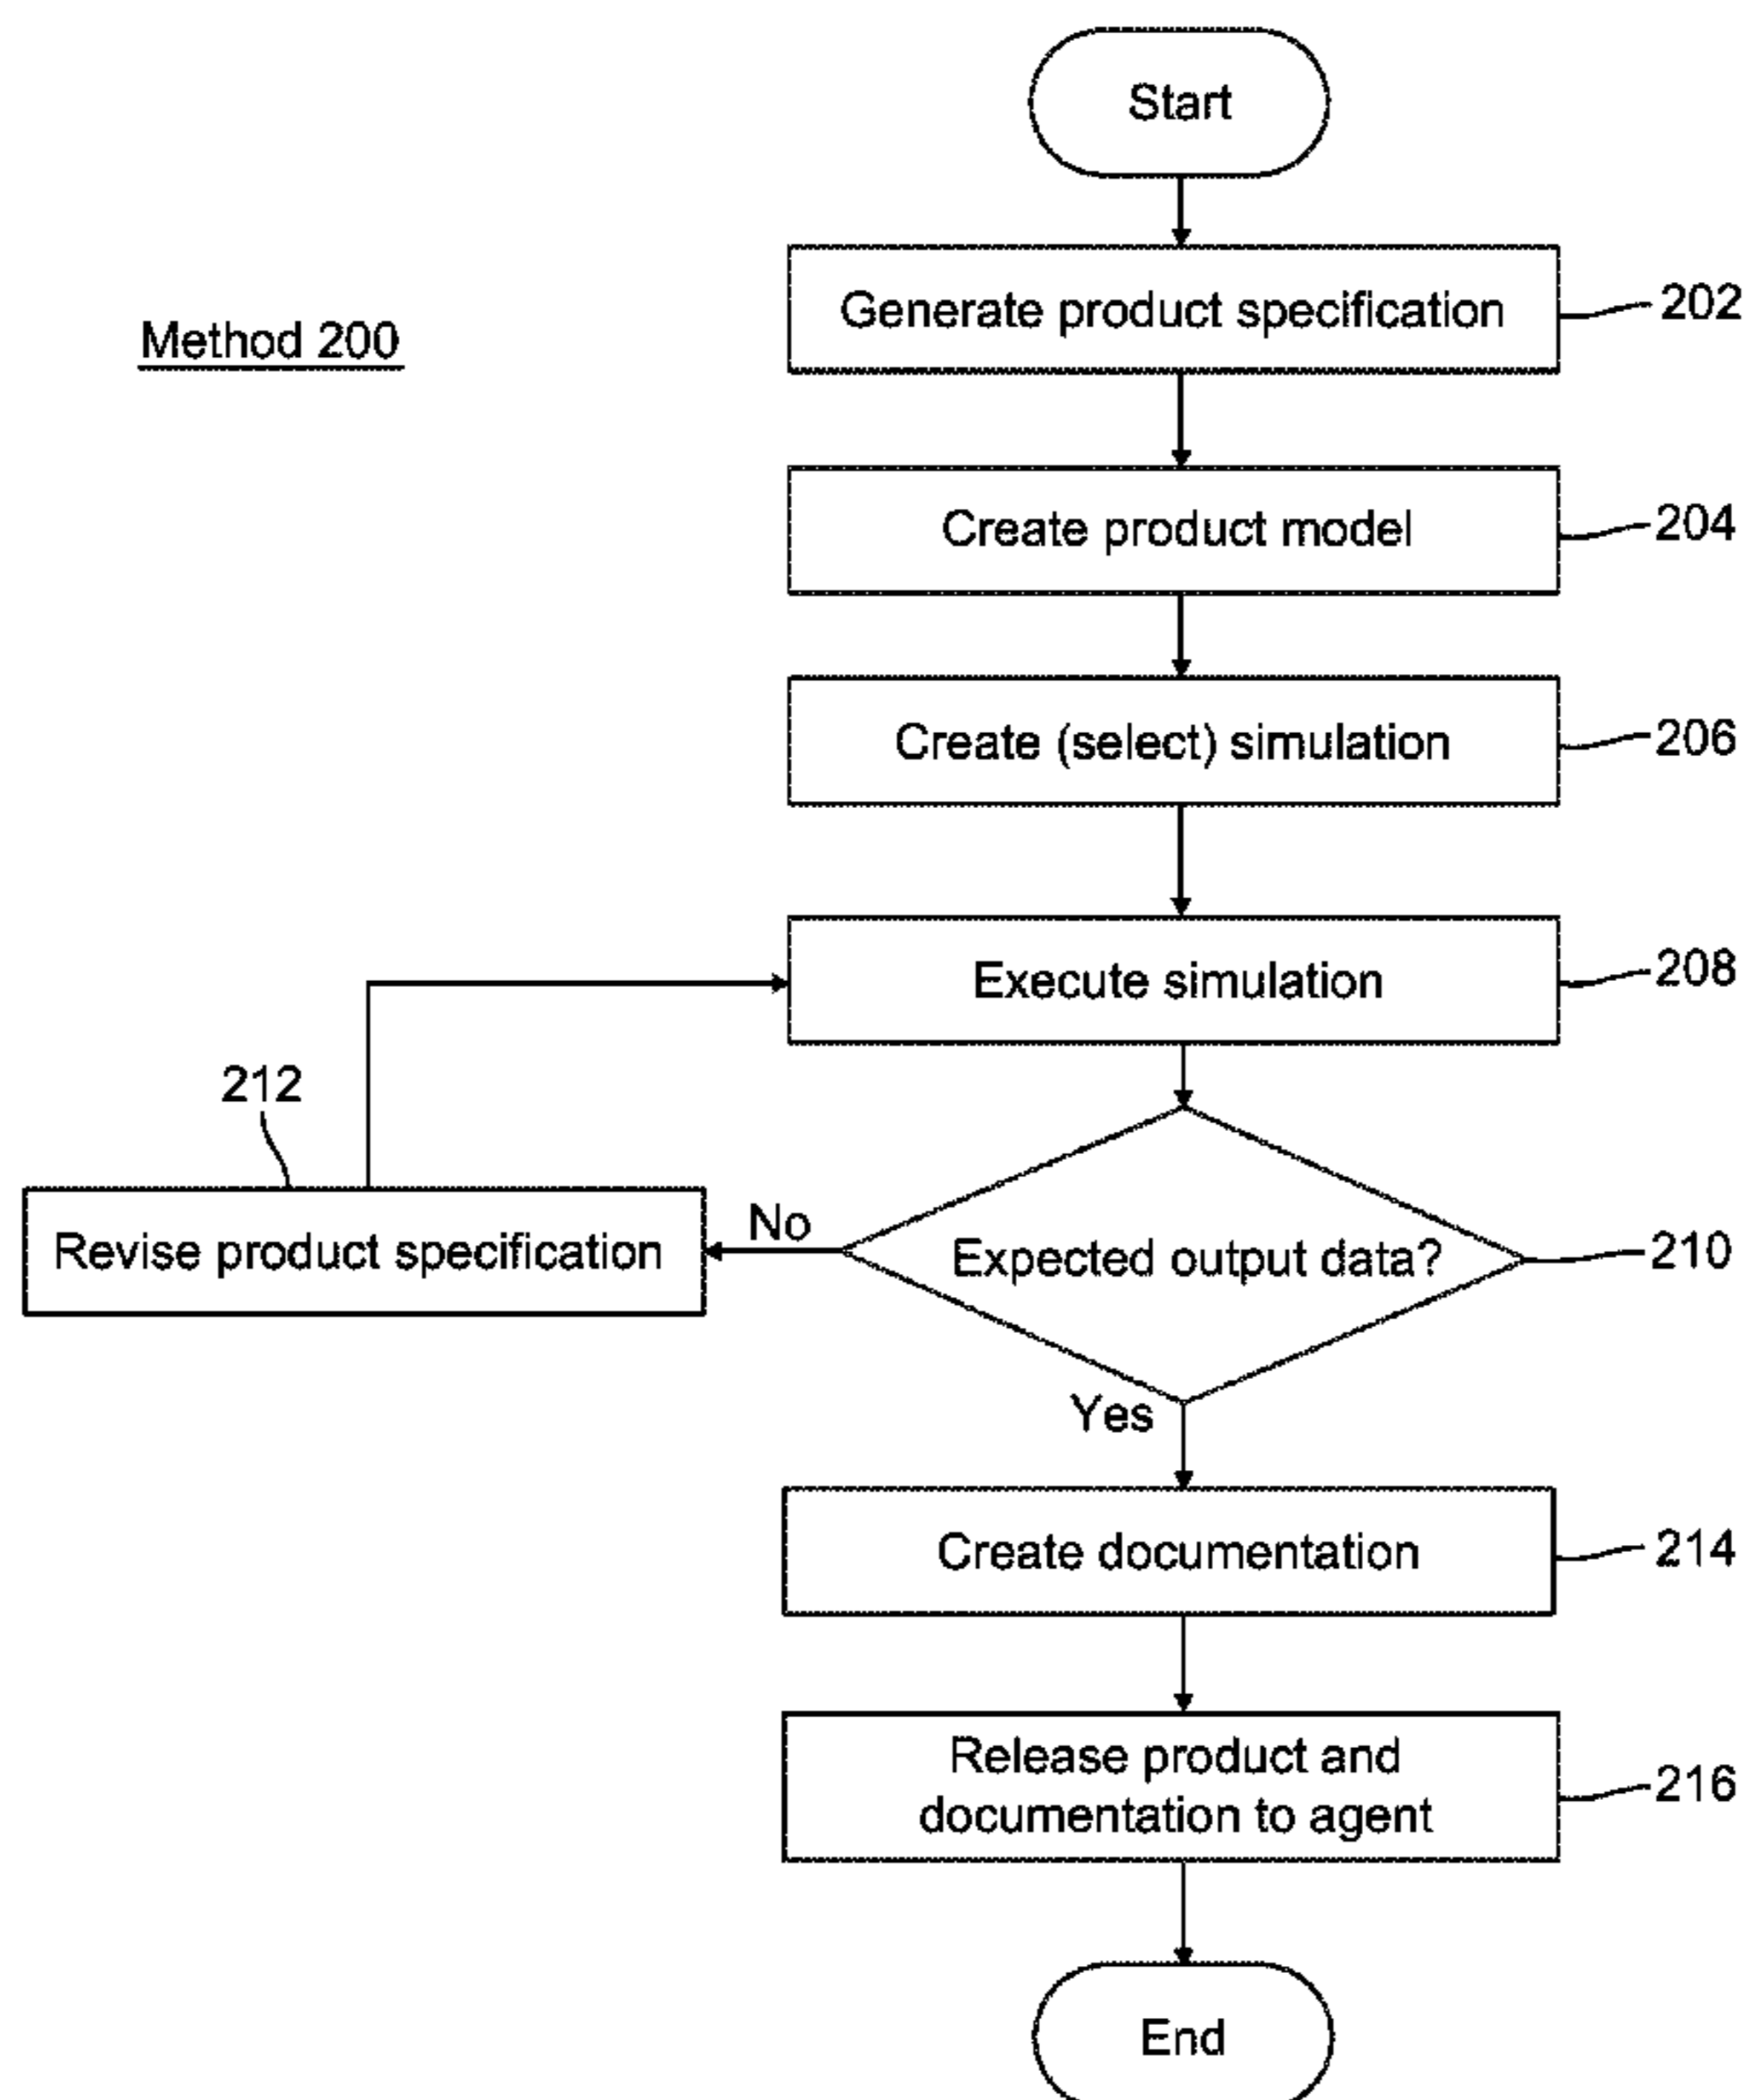 Start
Method 200
Generate product specification
202
Create product model
204
Create (select) simulation
206
Execute simulation
208
212
Revise product specification
No
Expected output data?
210
Yes
Create documentation
214
Release product and
documentation to agent
216
End